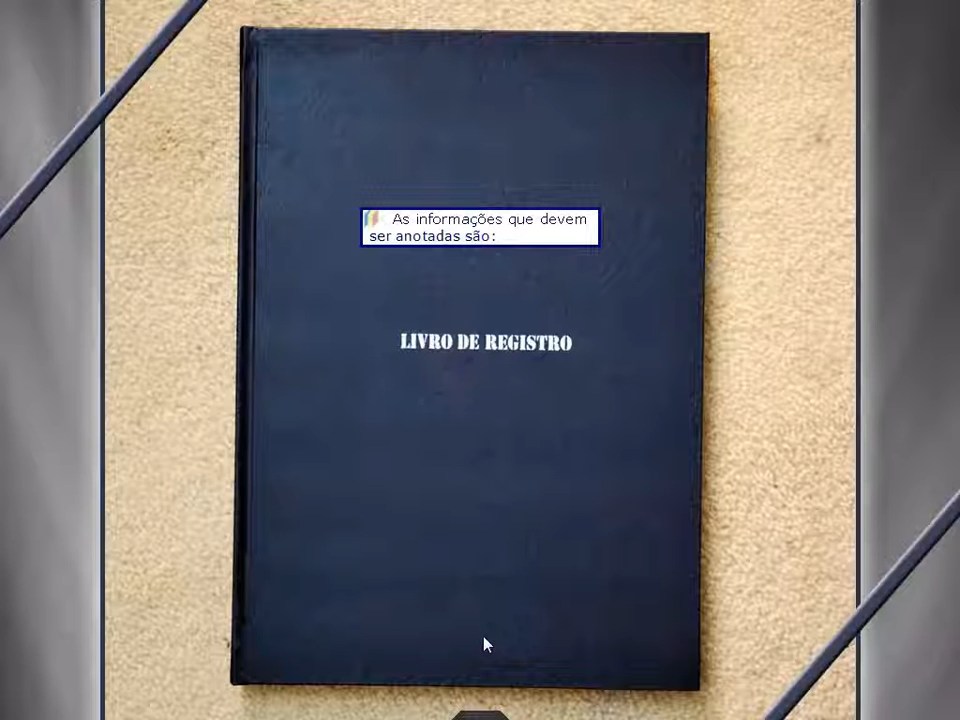 As informações que devem
ser anotadas são:
LIVRO DE REGISTRO